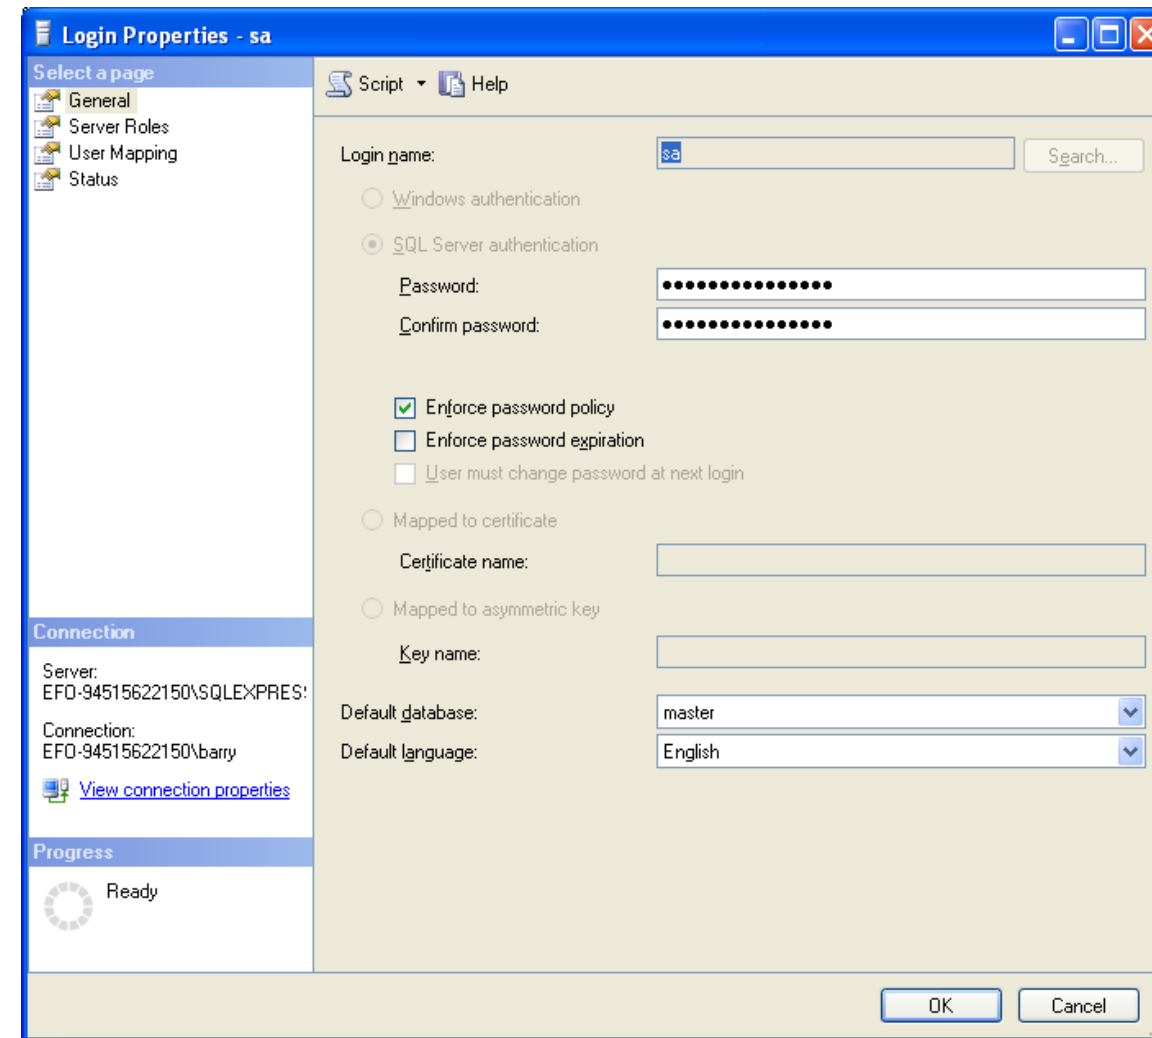 Login Properties - sa
Select a page
General
Server Roles
User Mapping
Status
Script
Help
Login name:
sa
Search...
Windows authentication
SQL Server authentication
Password:
●●●●●●●●●●●●●●●
Confirm password:
●●●●●●●●●●●●●●●
Enforce password policy
Enforce password expiration
User must change password at next login
Mapped to certificate
Certificate name:
Mapped to asymmetric key
Key name:
Default database:
master
Default language:
English
Connection
Server:
EFO-94515622150\SQLEXPRES
Connection:
EFO-94515622150\barry
View connection properties
Progress
Ready
OK
Cancel